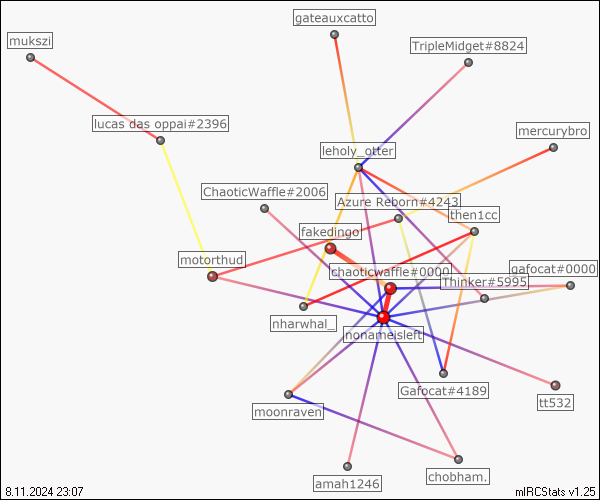 gateauxcatto
mukszi
TripleMidget#8824
lucas das oppai#2396
mercurybro
leholy_otter
ChaoticWaffle#2006
Azure Reborn#4243
then1cc
fakedingo
motorthud
chaoticwaffle#0000
gafocat#0000
Thinker#5995
nharwhal_
nonameisleft
Gafocat#4189
tt532
moonraven
chobham.
amah1246
8.11.2024 23:07
mIRCStats v1.25